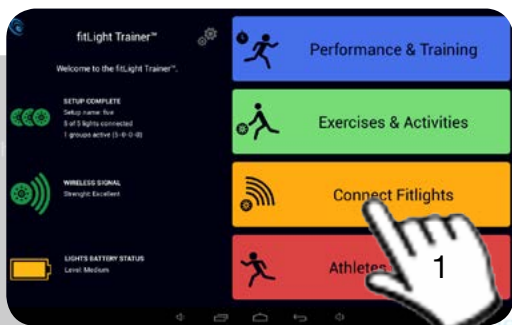 fitLight Trainer™
Welcome to the fitLight Trainer™.
SETUP COMPLETE
Setup name: five
5 of 5 lights connected
1 groups active (5-0-0-0)
WIRELESS SIGNAL
Strenght: Excellent
LIGHTS BATTERY STATUS
Level: Medium
Performance & Training
Exercises & Activities
Connect Fitlights
Athletes
1